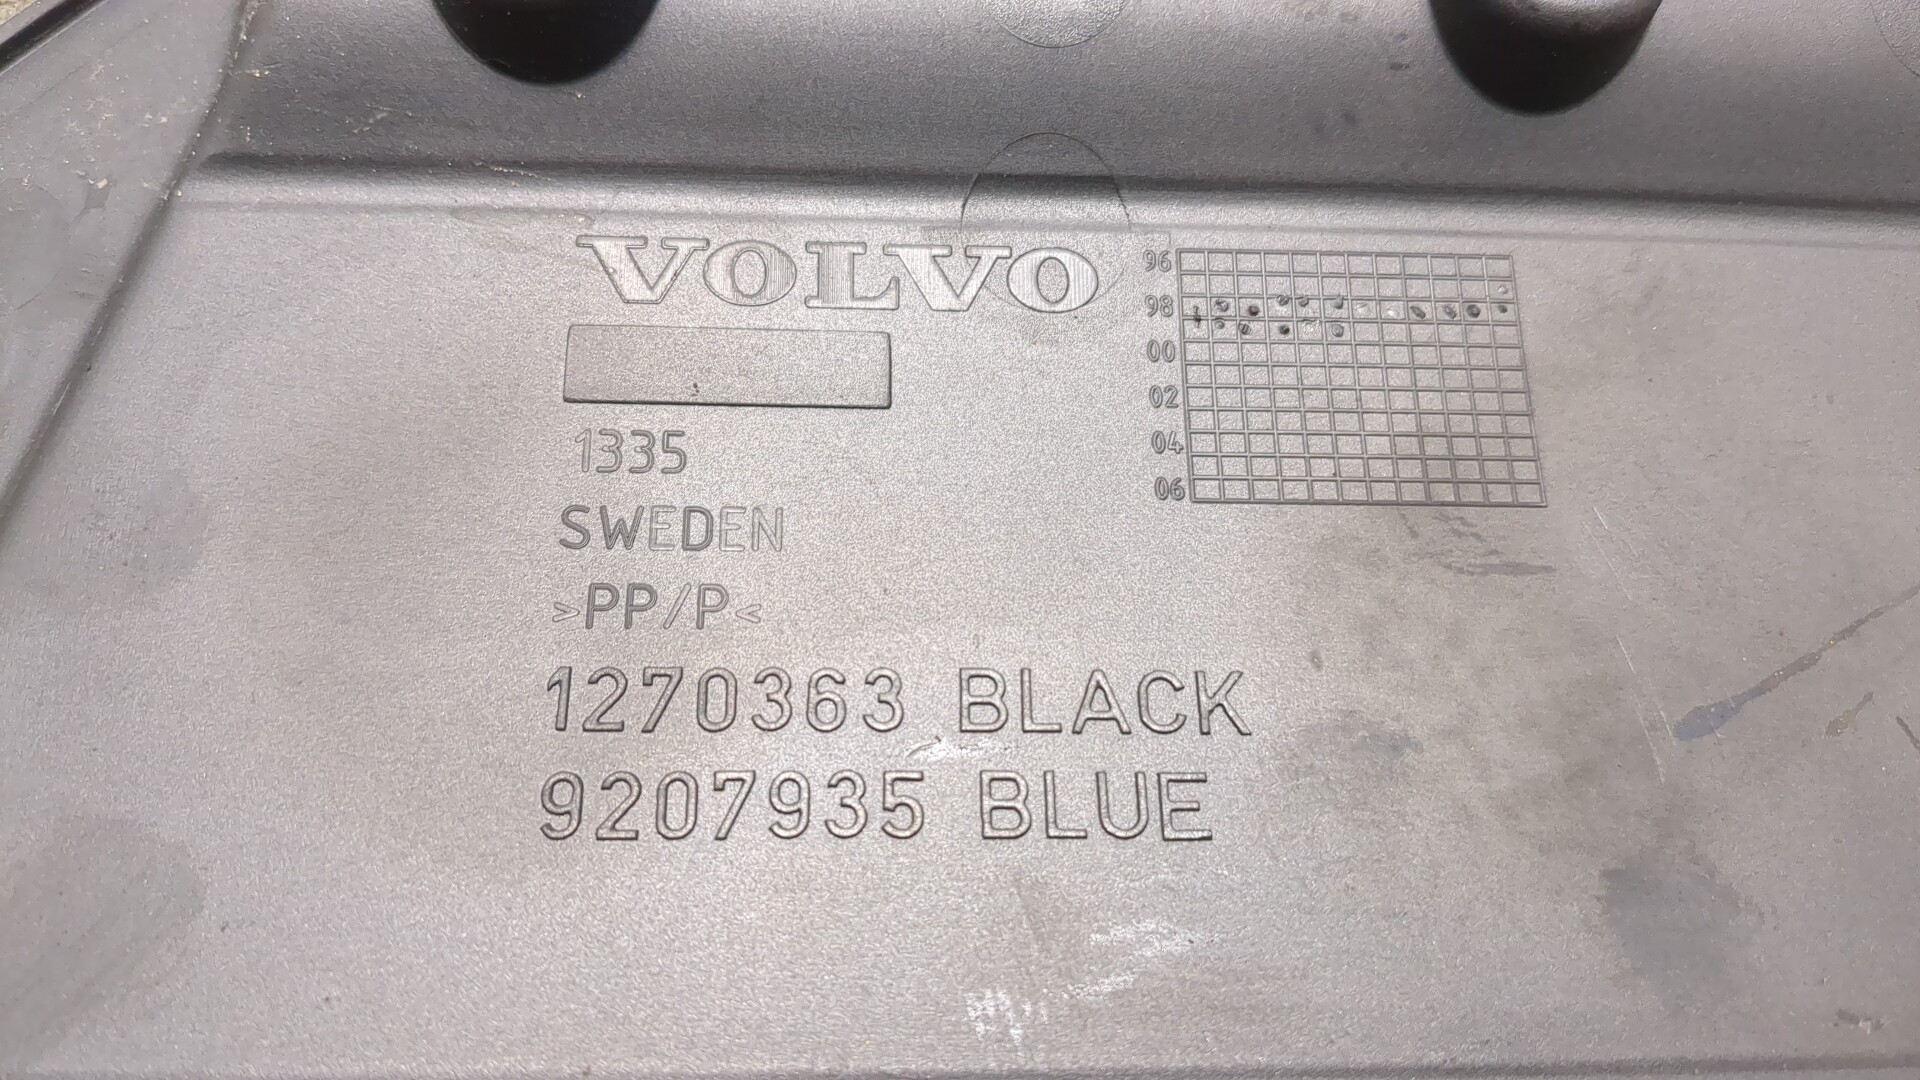 VOLVO
1335
SWEDEN
>PP/P<
1270363 BLACK
9207935 BLUE
96
98
00
02
04
06